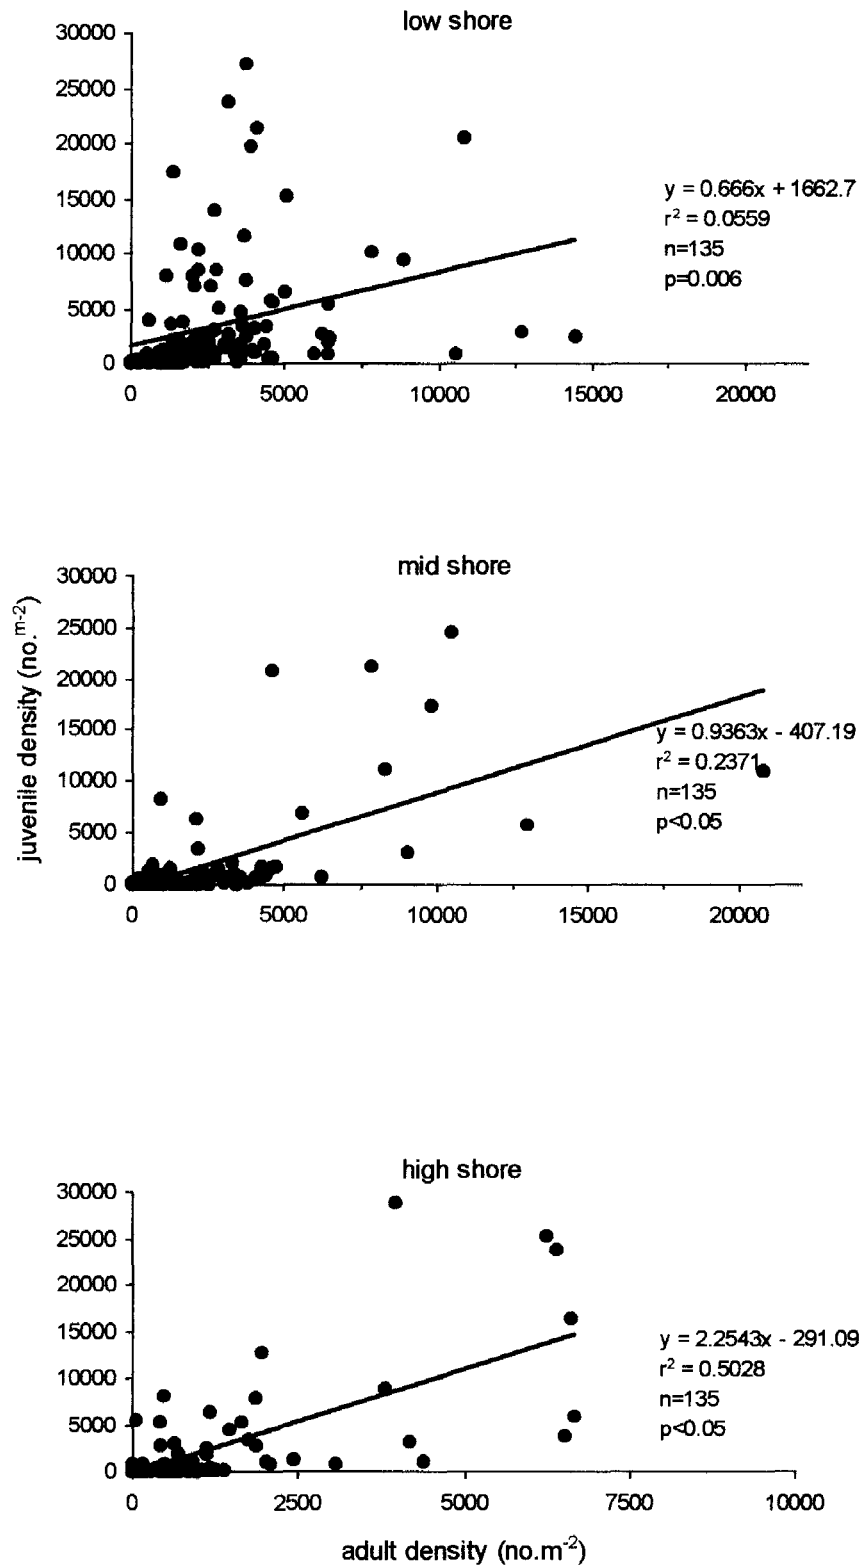 low shore
30000
25000
20000
15000
10000
5000
0
y = 0.666x + 1662.7
r² = 0.0559
n=135
p=0.006
0 5000 10000 15000 20000
mid shore
30000
25000
20000
15000
10000
5000
0
juvenile density (no.m-2)
y = 0.9363x - 407.19
r² = 0.2371
n=135
p<0.05
0 5000 10000 15000 20000
high shore
30000
25000
20000
15000
10000
5000
0
y = 2.2543x - 291.09
r² = 0.5028
n=135
p<0.05
0 2500 5000 7500 10000
adult density (no.m-2)